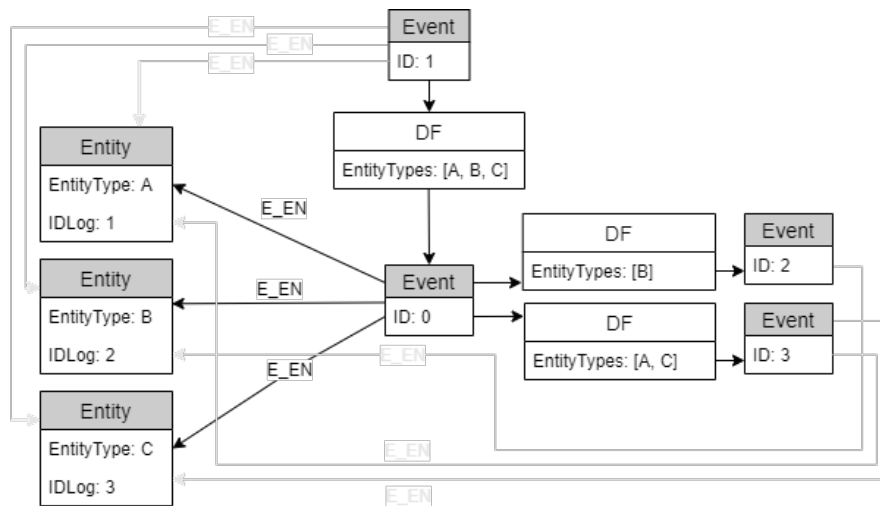 E_EN
E_EN
E_EN
Event
ID: 1
DF
EntityTypes: [A, B, C]
Entity
EntityType: A
IDLog: 1
E_EN
DF
EntityTypes: [B]
Event
ID: 2
Entity
EntityType: B
IDLog: 2
E_EN
Event
ID: 0
DF
EntityTypes: [A, C]
Event
ID: 3
E_EN
E_EN
Entity
EntityType: C
IDLog: 3
E_EN
E_EN